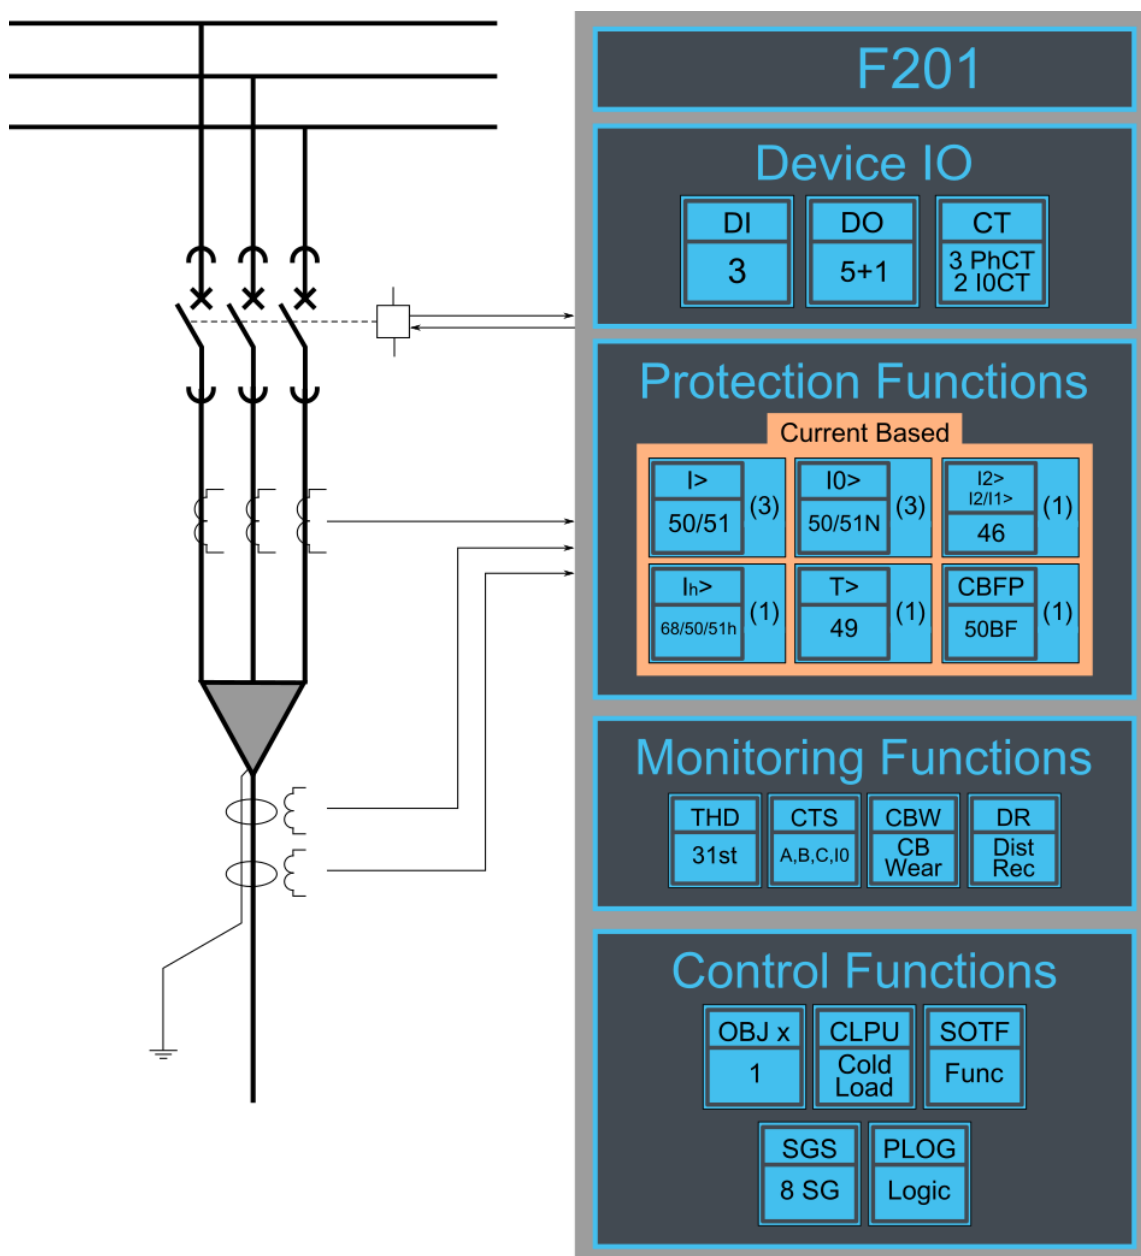 F201
Device IO
DI
3
DO
5+1
CT
3 PhCT
2 I0CT
Protection Functions
Current Based
I>
50/51
(3)
I0>
50/51N
(3)
I2>
I2/I1>
46
(1)
Ih>
68/50/51h
(1)
T>
49
(1)
CBFP
50BF
(1)
Monitoring Functions
THD
31st
CTS
A,B,C,I0
CBW
CB
Wear
DR
Dist
Rec
Control Functions
OBJ x
1
CLPU
Cold
Load
SOTF
Func
SGS
8 SG
PLOG
Logic